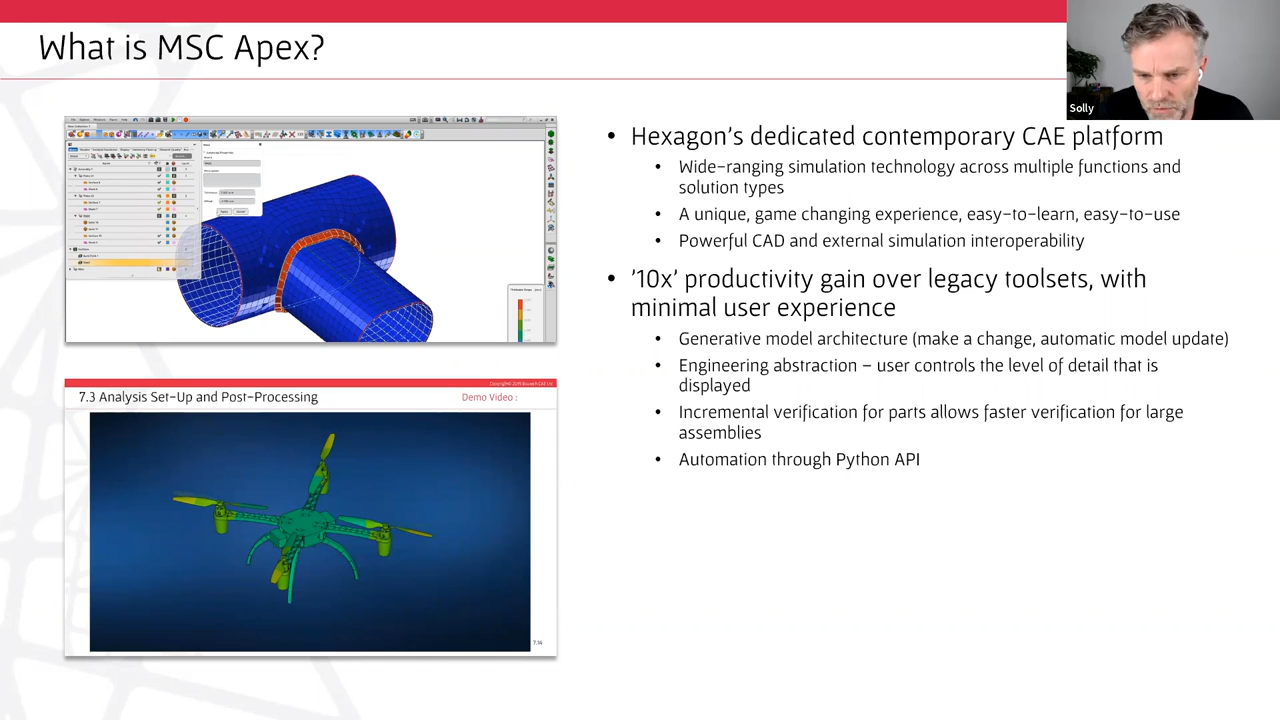 What is MSC Apex?
Solly
• Hexagon's dedicated contemporary CAE platform
• Wide-ranging simulation technology across multiple functions and
solution types
• A unique, game changing experience, easy-to-learn, easy-to-use
• Powerful CAD and external simulation interoperability
• '10x' productivity gain over legacy toolsets, with
minimal user experience
• Generative model architecture (make a change, automatic model update)
• Engineering abstraction – user controls the level of detail that is
displayed
• Incremental verification for parts allows faster verification for large
assemblies
• Automation through Python API
7.3 Analysis Set-Up and Post-Processing
Demo Video :
7.14